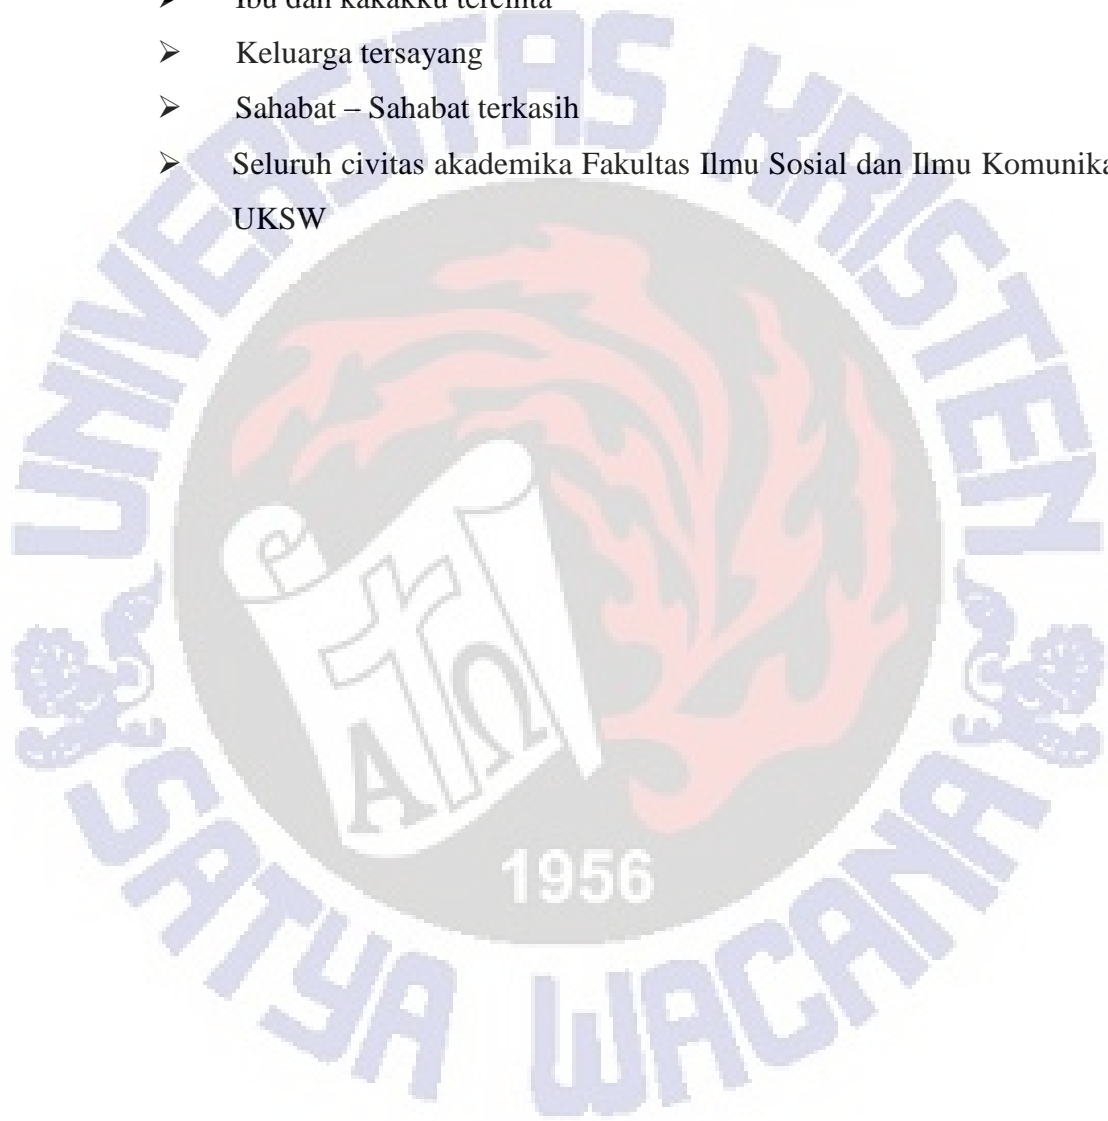 ➢ Ibu dan kakakku tercinta
➢ Keluarga tersayang
➢ Sahabat – Sahabat terkasih
➢ Seluruh civitas akademika Fakultas Ilmu Sosial dan Ilmu
UKSW
UNIVERSITAS KRISTEN
Α Ω
1956
SATYA WACANA